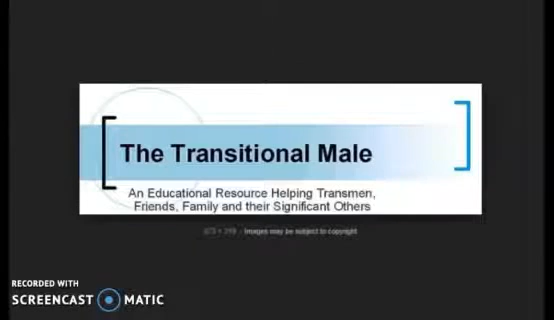 The Transitional Male
An Educational Resource Helping Transmen,
Friends, Family and their Significant Others
Images may be subject to copyright
RECORDED WITH
SCREENCAST MATIC